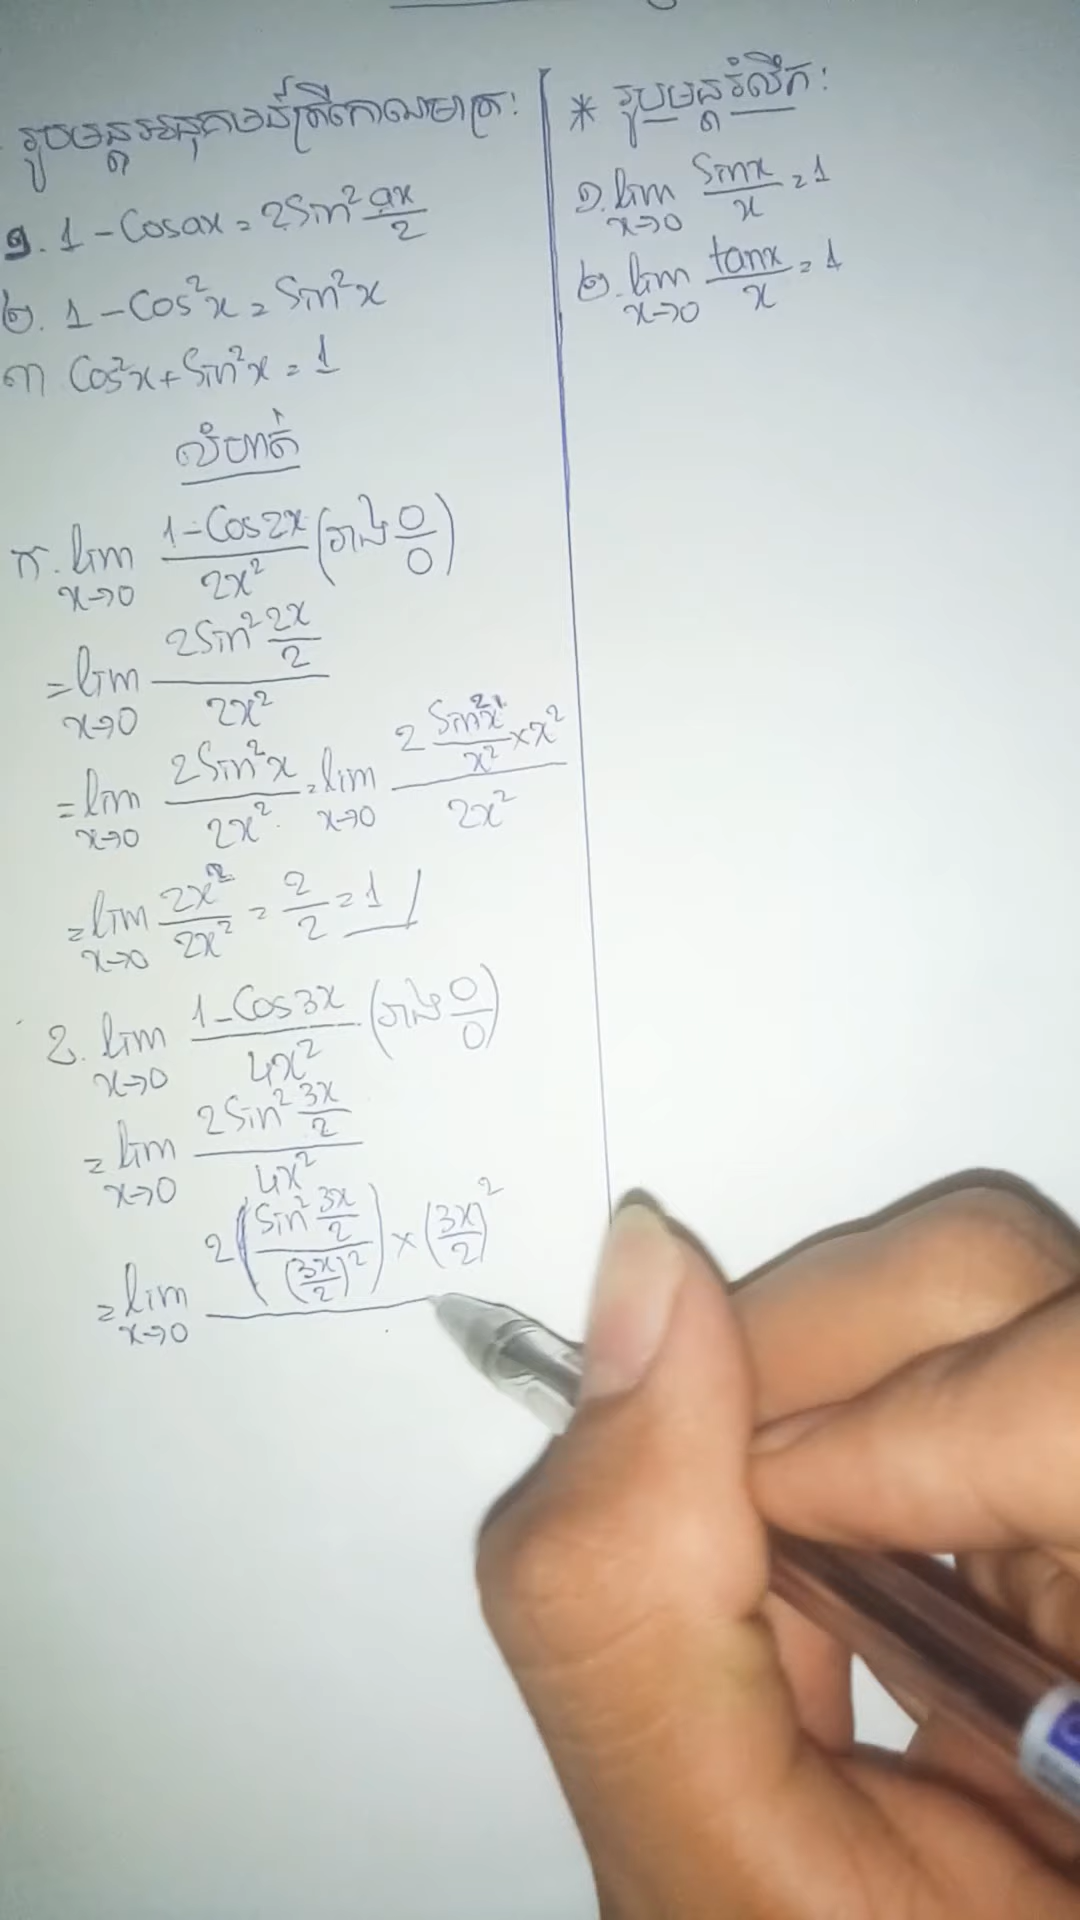 រូបមន្តអនុគមន៍ត្រីកោណមាត្រ:
១. 1 - Cosax = 2Sin² ax/2
២. 1 - Cos²x = Sin²x
៣ Cos²x + Sin²x = 1
លំហាត់
ក. lim x→0 (1 - Cos2x)/(2x²) (រាង 0/0)
= lim x→0 (2Sin² 2x/2)/(2x²)
= lim x→0 (2Sin²x)/(2x²) = lim x→0 (2 Sin²x/x² × x²)/(2x²)
= lim x→0 2x²/2x² = 2/2 = 1
2. lim x→0 (1 - Cos3x)/(4x²) (រាង 0/0)
= lim x→0 (2Sin² 3x/2)/(4x²)
= lim x→0 2(Sin² 3x/2 / (3x/2)²) × (3x/2)²
* រូបមន្តរំលឹក:
១. lim x→0 Sinx/x = 1
២. lim x→0 tanx/x = 1